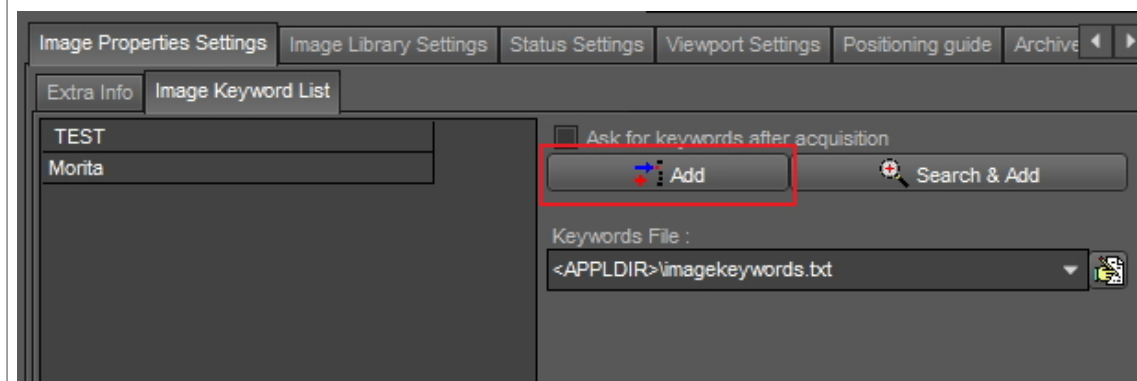 Image Properties Settings Image Library Settings Status Settings Viewport Settings Positioning guide Archive
Extra Info Image Keyword List
TEST
Morita
Ask for keywords after acquisition
Add Search & Add
Keywords File :
<APPLDIR>\imagekeywords.txt